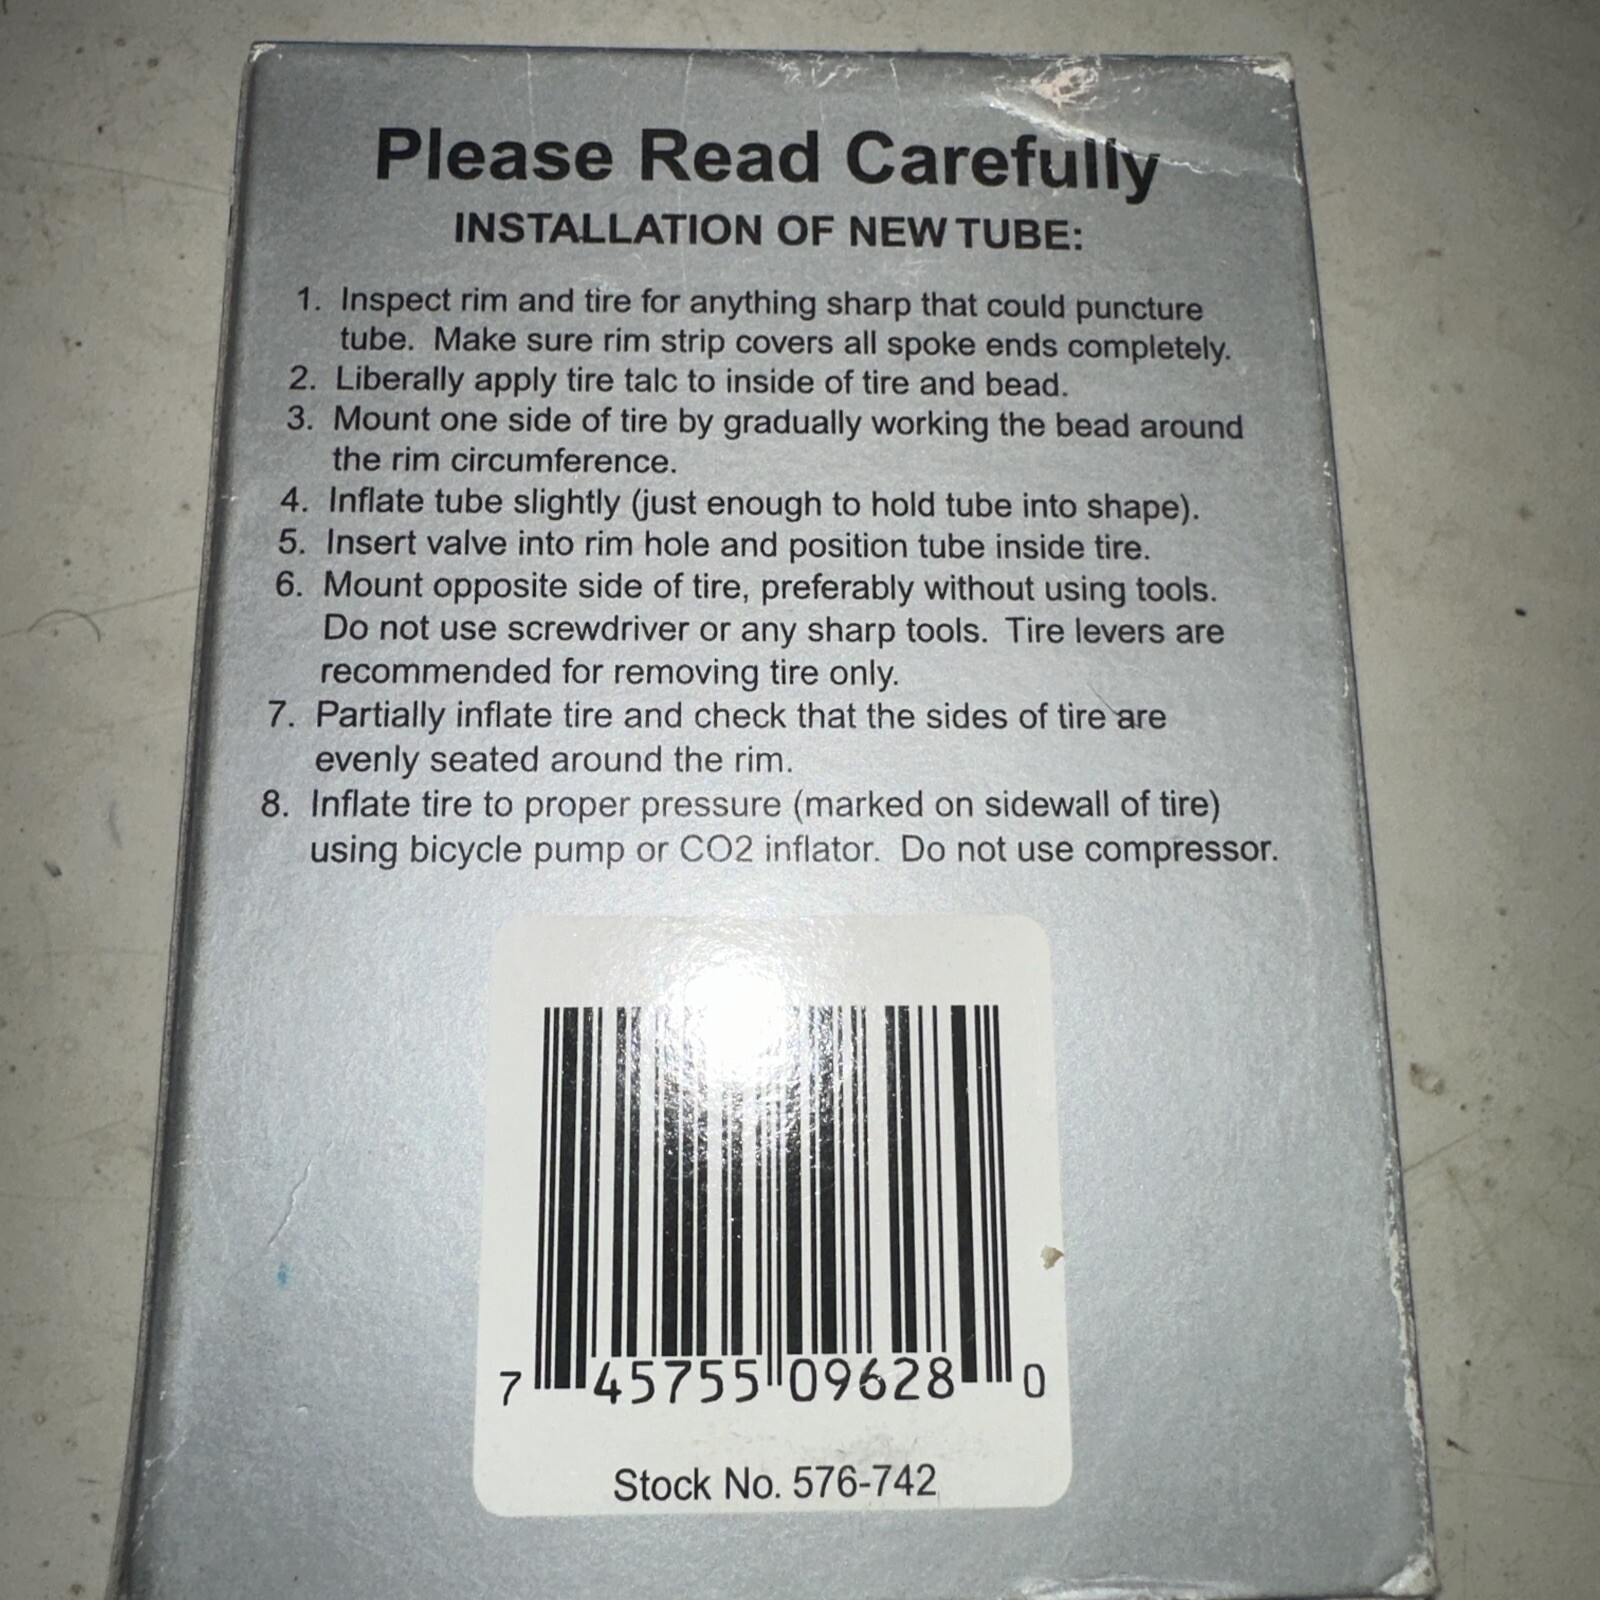 Please Read Carefully
INSTALLATION OF NEW TUBE:
1. Inspect rim and tire for anything sharp that could puncture
tube. Make sure rim strip covers all spoke ends completely.
2. Liberally apply tire talc to inside of tire and bead.
3. Mount one side of tire by gradually working the bead around
the rim circumference.
4. Inflate tube slightly (just enough to hold tube into shape).
5. Insert valve into rim hole and position tube inside tire.
6. Mount opposite side of tire, preferably without using tools.
Do not use screwdriver or any sharp tools. Tire levers are
recommended for removing tire only.
7. Partially inflate tire and check that the sides of tire are
evenly seated around the rim.
8. Inflate tire to proper pressure (marked on sidewall of tire)
using bicycle pump or CO2 inflator. Do not use compressor.
7 45755 09628 0
Stock No. 576-742